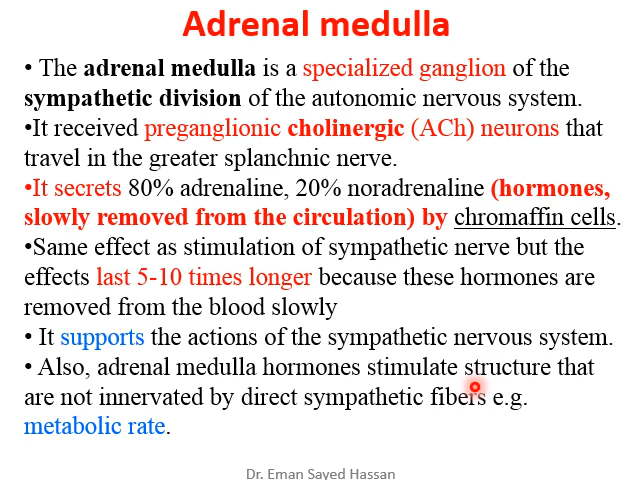 Adrenal medulla
• The adrenal medulla is a specialized ganglion of the
sympathetic division of the autonomic nervous system.
•It received preganglionic cholinergic (ACh) neurons that
travel in the greater splanchnic nerve.
•It secrets 80% adrenaline, 20% noradrenaline (hormones,
slowly removed from the circulation) by chromaffin cells.
•Same effect as stimulation of sympathetic nerve but the
effects last 5-10 times longer because these hormones are
removed from the blood slowly
• It supports the actions of the sympathetic nervous system.
• Also, adrenal medulla hormones stimulate structure that
are not innervated by direct sympathetic fibers e.g.
metabolic rate.
Dr. Eman Sayed Hassan